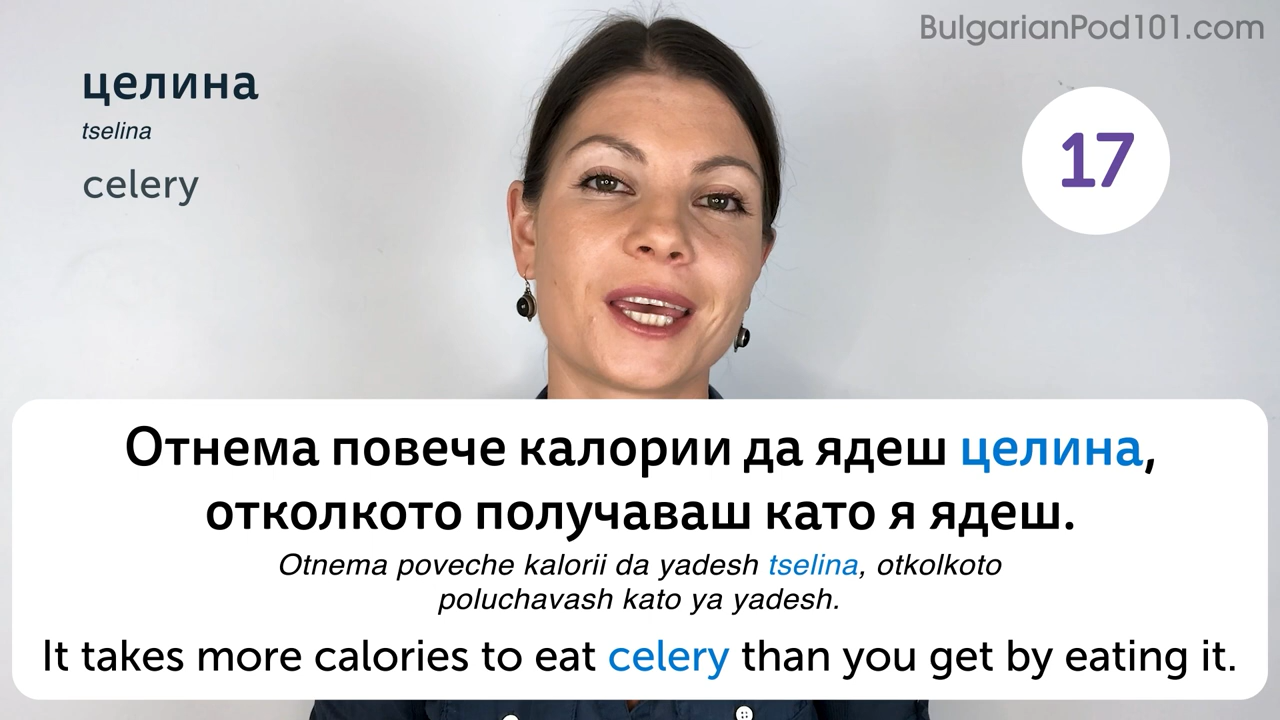 BulgarianPod101.com
целина
tselina
celery
17
Отнема повече калории да ядеш целина,
отколкото получаваш като я ядеш.
Otnema poveche kalorii da yadesh tselina, otkolkoto
poluchavash kato ya yadesh.
It takes more calories to eat celery than you get by eating it.